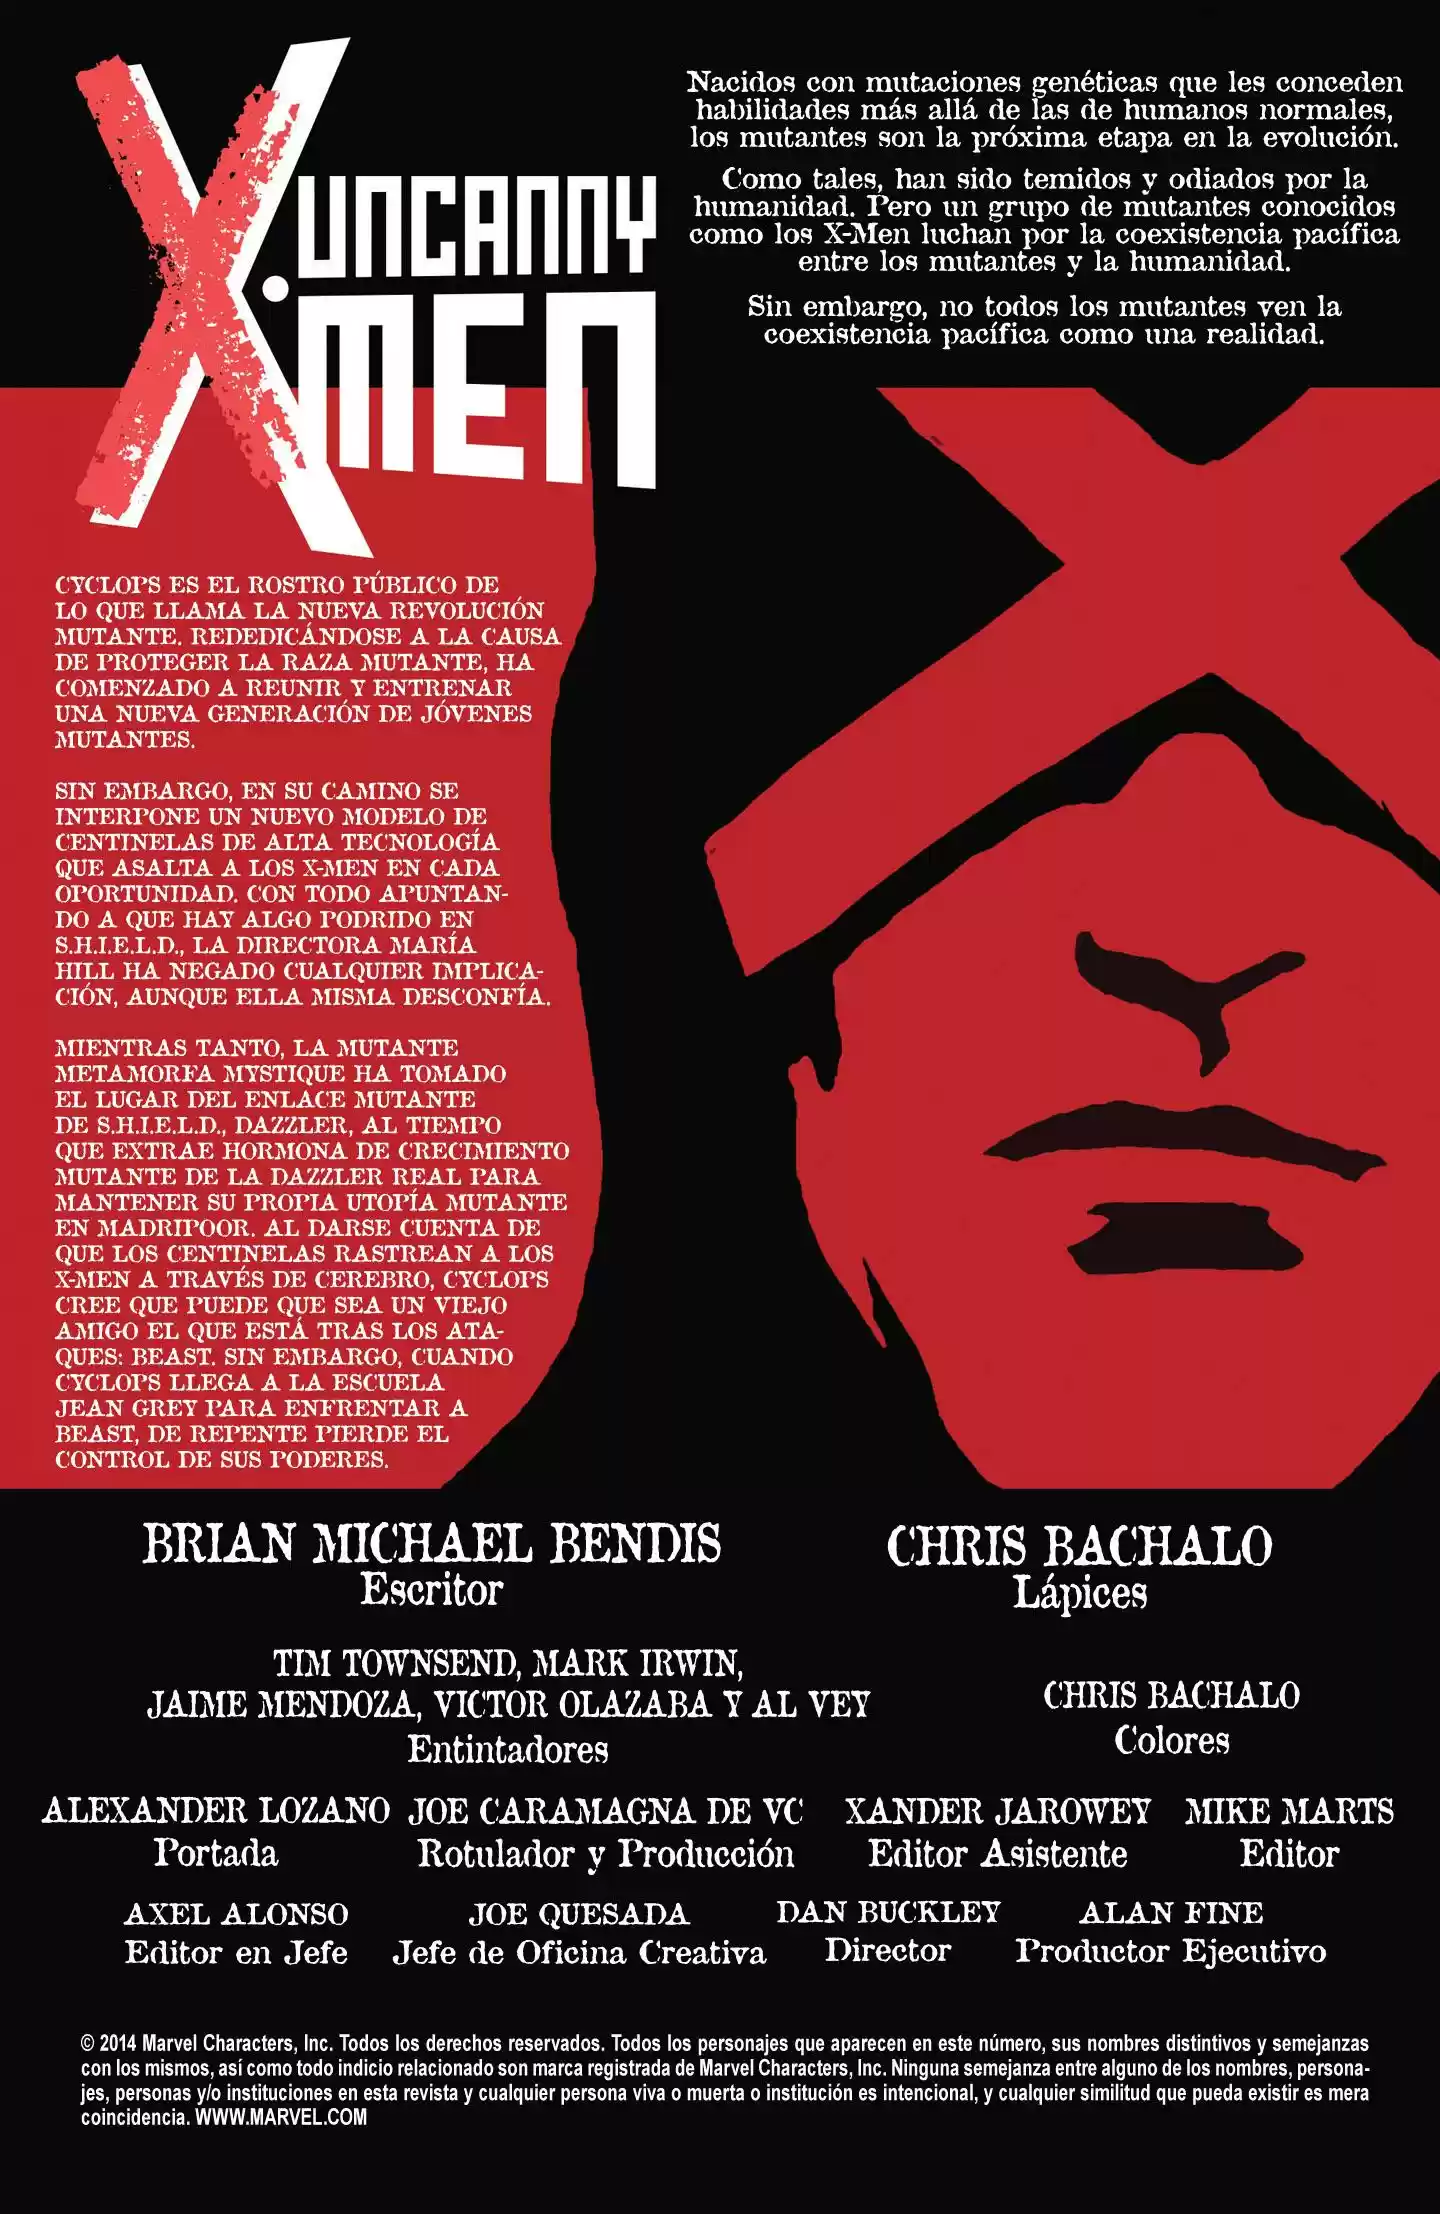 UNCANNY
X-MEN
Nacidos con mutaciones genéticas que les conceden
habilidades más allá de las de humanos normales,
los mutantes son la próxima etapa en la evolución.
Como tales, han sido temidos y odiados por la
humanidad. Pero un grupo de mutantes conocidos
como los X-Men luchan por la coexistencia pacífica
entre los mutantes y la humanidad.
Sin embargo, no todos los mutantes ven la
coexistencia pacífica como una realidad.
CYCLOPS ES EL ROSTRO PÚBLICO DE
LO QUE LLAMA LA NUEVA REVOLUCIÓN
MUTANTE. REDEDICÁNDOSE A LA CAUSA
DE PROTEGER LA RAZA MUTANTE, HA
COMENZADO A REUNIR Y ENTRENAR
UNA NUEVA GENERACIÓN DE JÓVENES
MUTANTES.
SIN EMBARGO, EN SU CAMINO SE
INTERPONE UN NUEVO MODELO DE
CENTINELAS DE ALTA TECNOLOGÍA
QUE ASALTA A LOS X-MEN EN CADA
OPORTUNIDAD. CON TODO APUNTAN-
DO A QUE HAY ALGO PODRIDO EN
S.H.I.E.L.D., LA DIRECTORA MARÍA
HILL HA NEGADO CUALQUIER IMPLICA-
CIÓN, AUNQUE ELLA MISMA DESCONFÍA.
MIENTRAS TANTO, LA MUTANTE
METAMORFA MYSTIQUE HA TOMADO
EL LUGAR DEL ENLACE MUTANTE
DE S.H.I.E.L.D., DAZZLER, AL TIEMPO
QUE EXTRAE HORMONA DE CRECIMIENTO
MUTANTE DE LA DAZZLER REAL PARA
MANTENER SU PROPIA UTOPÍA MUTANTE
EN MADRIPOOR. AL DARSE CUENTA DE
QUE LOS CENTINELAS RASTREAN A LOS
X-MEN A TRAVÉS DE CEREBRO, CYCLOPS
CREE QUE PUEDE QUE SEA UN VIEJO
AMIGO EL QUE ESTÁ TRAS LOS ATA-
QUES: BEAST. SIN EMBARGO, CUANDO
CYCLOPS LLEGA A LA ESCUELA
JEAN GREY PARA ENFRENTAR A
BEAST, DE REPENTE PIERDE EL
CONTROL DE SUS PODERES.
BRIAN MICHAEL BENDIS
Escritor
CHRIS BACHALO
Lápices
TIM TOWNSEND, MARK IRWIN,
JAIME MENDOZA, VICTOR OLAZABA Y AL VEY
Entintadores
CHRIS BACHALO
Colores
ALEXANDER LOZANO
Portada
JOE CARAMAGNA DE VC
Rotulador y Producción
XANDER JAROWEY
Editor Asistente
MIKE MARTS
Editor
AXEL ALONSO
Editor en Jefe
JOE QUESADA
Jefe de Oficina Creativa
DAN BUCKLEY
Director
ALAN FINE
Productor Ejecutivo
© 2014 Marvel Characters, Inc. Todos los derechos reservados. Todos los personajes que aparecen en este número, sus nombres distintivos y semejanzas
con los mismos, así como todo indicio relacionado son marca registrada de Marvel Characters, Inc. Ninguna semejanza entre alguno de los nombres, persona-
jes, personas y/o instituciones en esta revista y cualquier persona viva o muerta o institución es intencional, y cualquier similitud que pueda existir es mera
coincidencia. WWW.MARVEL.COM